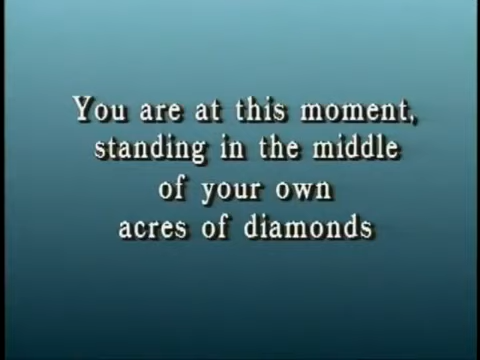 You are at this moment,
standing in the middle
of your own
acres of diamonds